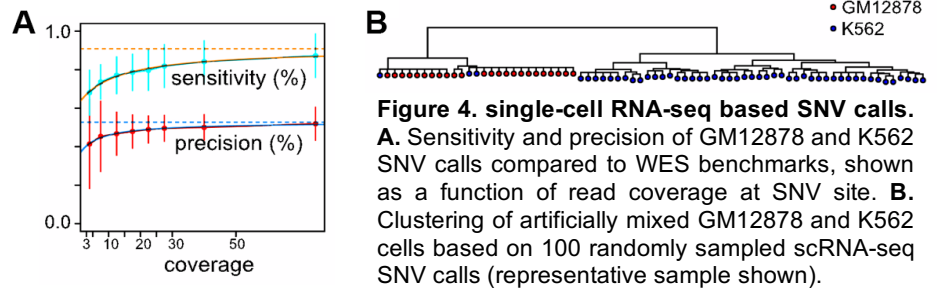 A
1.0
0.0
sensitivity (%)
precision (%)
3 10 20 30 50
coverage
B
GM12878
K562
Figure 4. single-cell RNA-seq based SNV calls.
A. Sensitivity and precision of GM12878 and K562
SNV calls compared to WES benchmarks, shown
as a function of read coverage at SNV site. B.
Clustering of artificially mixed GM12878 and K562
cells based on 100 randomly sampled scRNA-seq
SNV calls (representative sample shown).